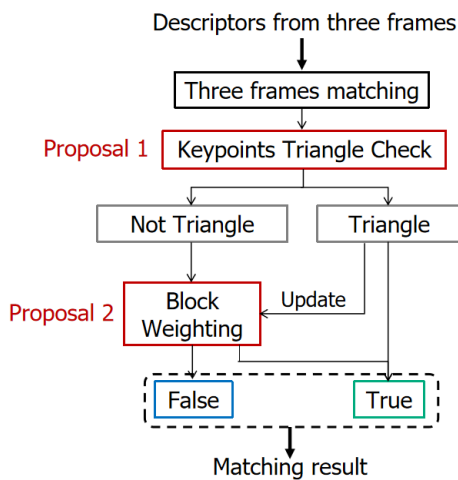 Descriptors from three frames
Three frames matching
Proposal 1
Keypoints Triangle Check
Not Triangle
Triangle
Proposal 2
Block
Weighting
Update
False
True
Matching result